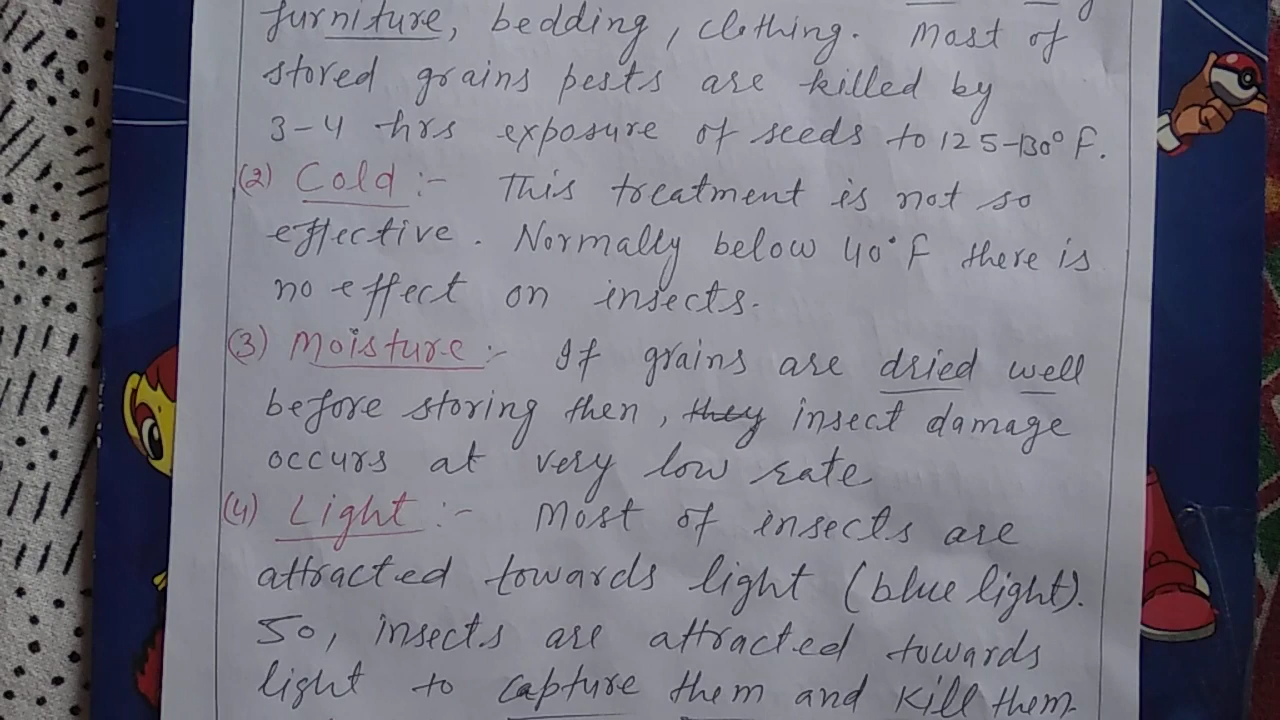 furniture, bedding, clothing. Most of
stored grains pests are killed by
3-4 hrs exposure of seeds to 125-130° F.
(2) Cold :- This treatment is not so
effective. Normally below 40° F there is
no effect on insects.
(3) Moisture :- If grains are dried well
before storing then, they insect damage
occurs at very low rate
(4) Light :- Most of insects are
attracted towards light (blue light).
So, insects are attracted towards
light to capture them and kill them.